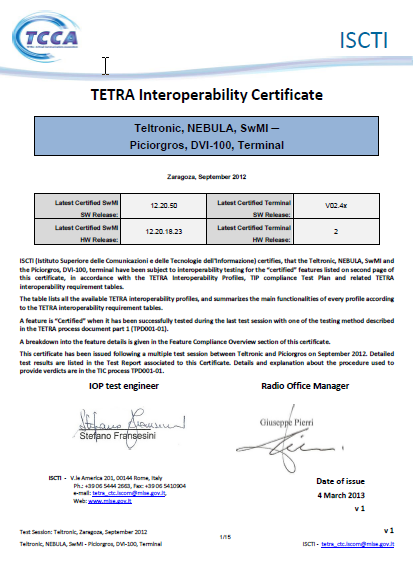 TCCA
ISCTI
TETRA Interoperability Certificate
Teltronic, NEBULA, SwMI —
Piciorgros, DVI-100, Terminal
Zaragoza, September 2012
Latest Certified SwMI SW Release: 12.20.50 Latest Certified Terminal SW Release: V02.4x
Latest Certified SwMI HW Release: 12.20.18.23 Latest Certified Terminal HW Release: 2
ISCTI (Istituto Superiore delle Comunicazioni e delle Tecnologie dell'Informazione) certifies, that the Teltronic, NEBULA, SwMI and
the Piciorgros, DVI-100, terminal have been subject to interoperability testing for the "certified" features listed on second page of
this certificate, in accordance with the TETRA Interoperability Profiles, TIP compliance Test Plan and related TETRA
interoperability requirement tables.
The table lists all the available TETRA interoperability profiles, and summarizes the main functionalities of every profile according
to the TETRA interoperability requirement tables.
A feature is "Certified" when it has been successfully tested during the last test session with one of the testing method described
in the TETRA process document part 1 (TPD001-01).
A breakdown into the feature details is given in the Feature Compliance Overview section of this certificate.
This certificate has been issued following a multiple test session between Teltronic and Piciorgros on September 2012. Detailed
test results are listed in the Test Report associated to this Certificate. Details and explanation about the procedure used to
provide verdicts are in the TIC process TPD001-01.
IOP test engineer
Radio Office Manager
Stefano Fransesini
Giuseppe Pierri
ISCTI - V.le America 201, 00144 Rome, Italy
Ph.: +39 06 5444 2663, Fax: +39 06 5410904
e-mail: tetra_ctc.iscom@mise.gov.it,
Web: www.mise.gov.it,
Date of issue
4 March 2013
v 1
v 1
Test Session: Teltronic, Zaragoza, September 2012
Teltronic, NEBULA, SwMI - Piciorgros, DVI-100, Terminal
1/15
ISCTI - tetra_ctc.iscom@mise.gov.it,